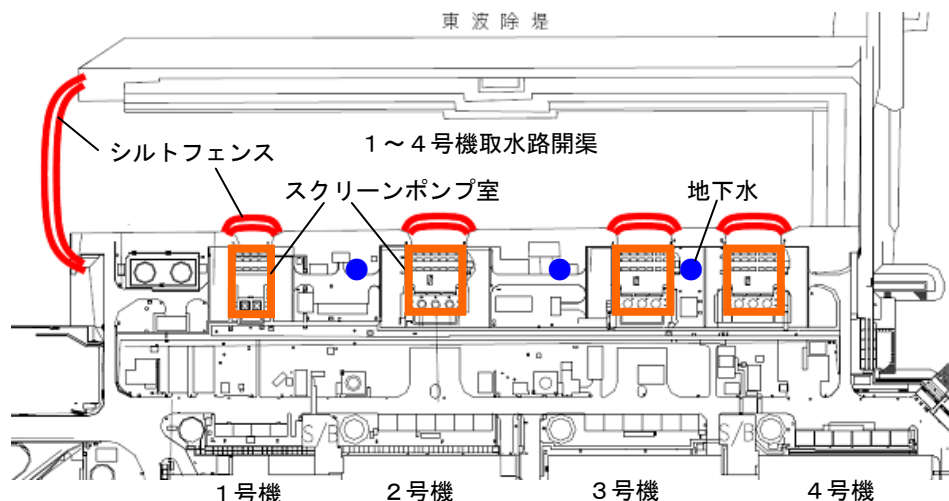 東波除堤
1～4号機取水路開渠
シルトフェンス
スクリーンポンプ室
地下水
S/B
S/B
1号機
2号機
3号機
4号機